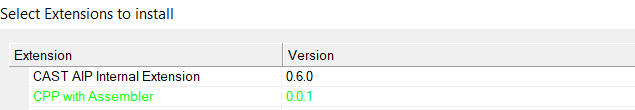 Select Extensions to install
Extension Version
CAST AIP Internal Extension 0.6.0
CPP with Assembler 0.0.1